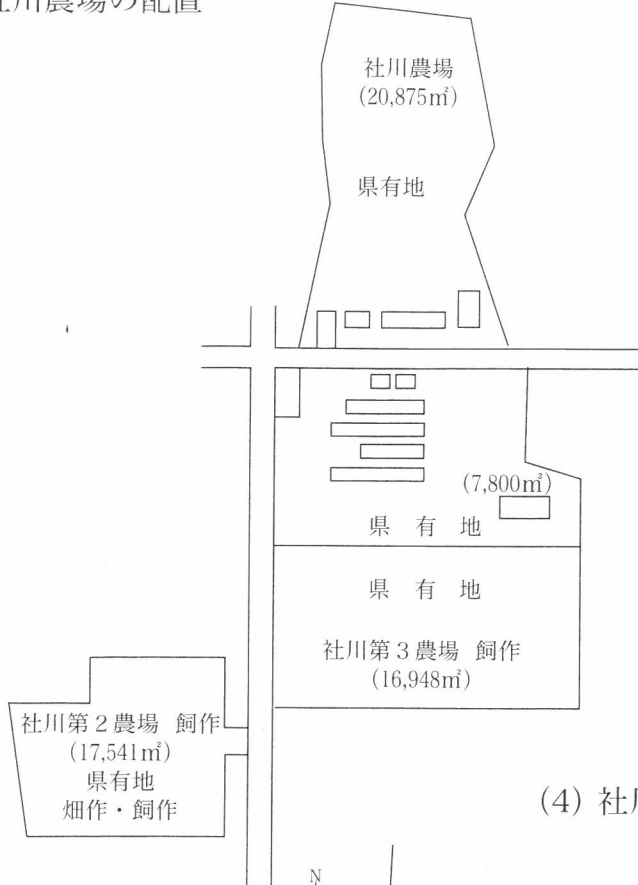 社川農場の配置
社川農場
(20,875㎡)
県有地
(7,800㎡)
県 有 地
県 有 地
社川第3農場 飼作
(16,948㎡)
社川第2農場 飼作
(17,541㎡)
県有地
畑作・飼作
(4) 社
N